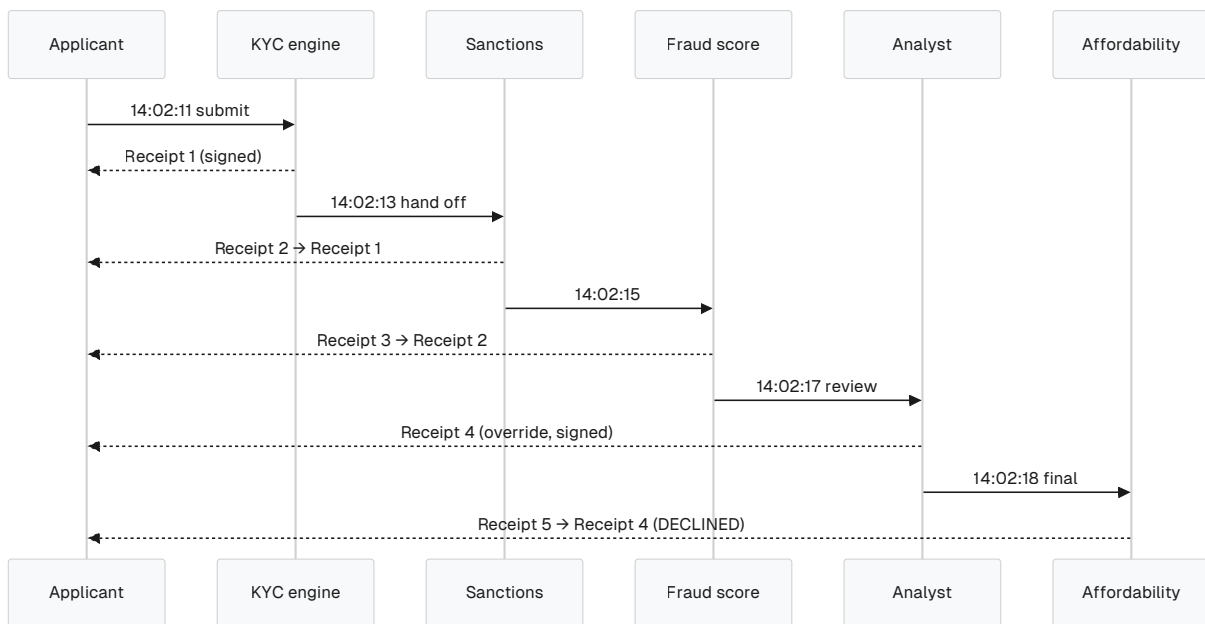 Applicant KYC engine Sanctions Fraud score Analyst Affordability
14:02:11 submit
Receipt 1 (signed)
14:02:13 hand off
Receipt 2 → Receipt 1
14:02:15
Receipt 3 → Receipt 2
14:02:17 review
Receipt 4 (override, signed)
14:02:18 final
Receipt 5 → Receipt 4 (DECLINED)
Applicant KYC engine Sanctions Fraud score Analyst Affordability